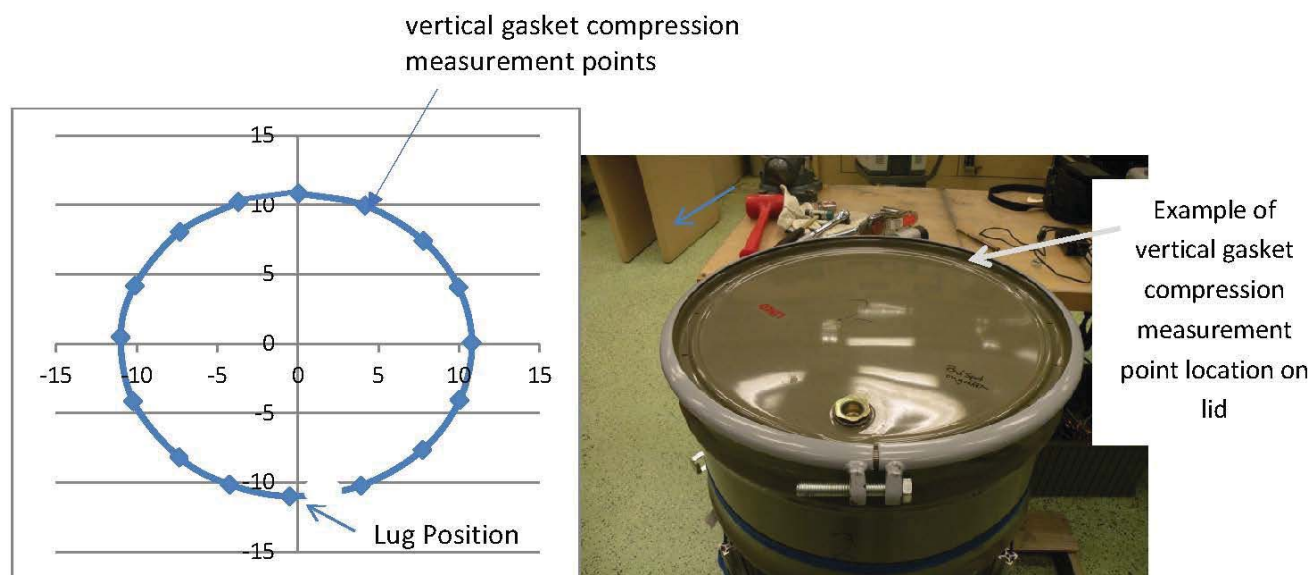 vertical gasket compression
measurement points
15
10
5
0
-15
-10
-5
0
5
10
15
-5
-10
-15
Lug Position
Example of
vertical gasket
compression
measurement
point location on
lid